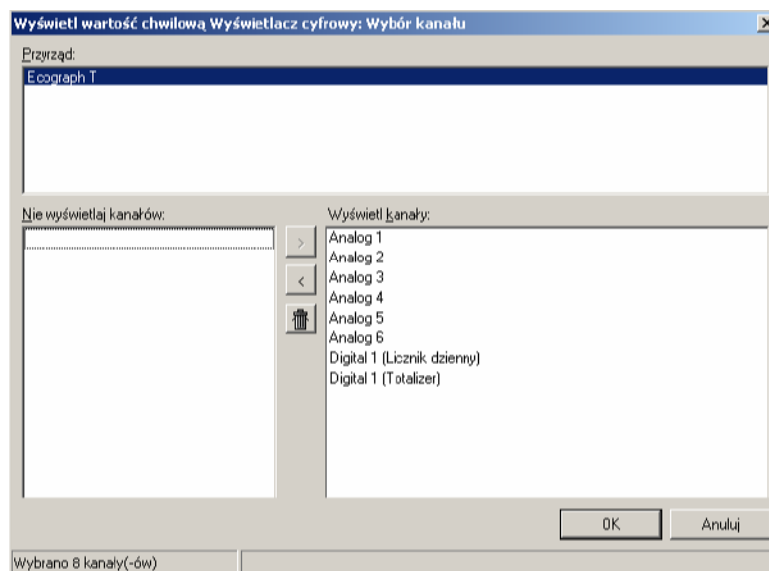 Wyświetl wartość chwilową Wyświetlacz cyfrowy: Wybór kanału
Przyrząd:
Ecograph T
Nie wyświetlaj kanałów:
Wyświetl kanały:
>
<
Analog 1
Analog 2
Analog 3
Analog 4
Analog 5
Analog 6
Digital 1 (Licznik dzienny)
Digital 1 (Totalizer)
OK
Anuluj
Wybrano 8 kanały(-ów)